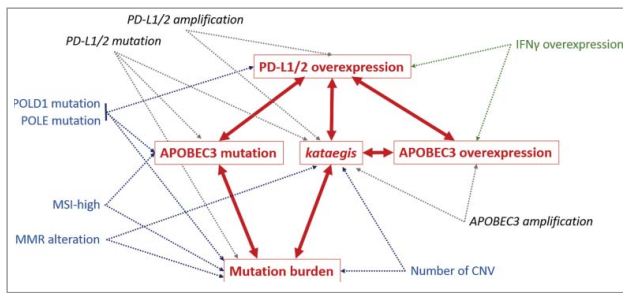 PD-L1/2 amplification
PD-L1/2 mutation
IFNγ overexpression
PD-L1/2 overexpression
POLD1 mutation
POLE mutation
APOBEC3 mutation
kataegis
APOBEC3 overexpression
MSI-high
APOBEC3 amplification
MMR alteration
Mutation burden
Number of CNV